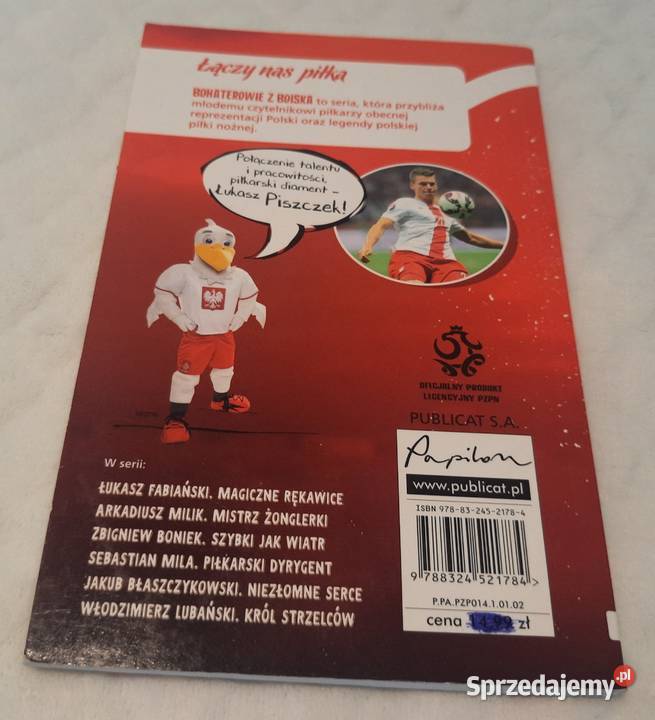 Łączy nas piłka
BOHATEROWIE Z BOISKA to seria, która przybliża
młodemu czytelnikowi piłkarzy obecnej
reprezentacji Polski oraz legendy polskiej
piłki nożnej.
Połączenie talentu
i pracowitości,
piłkarski diament –
Łukasz Piszczek!
OFICJALNY PRODUKT
LICENCYJNY PZPN
PUBLICAT S.A.
Papilon
www.publicat.pl
ISBN 978-83-245-2178-4
9 788324 521784 >
P.PA.PZP014.1.01.02
cena 14,99 zł
W serii:
ŁUKASZ FABIAŃSKI. MAGICZNE RĘKAWICE
ARKADIUSZ MILIK. MISTRZ ŻONGLERKI
ZBIGNIEW BONIEK. SZYBKI JAK WIATR
SEBASTIAN MILA. PIŁKARSKI DYRYGENT
JAKUB BŁASZCZYKOWSKI. NIEZŁOMNE SERCE
WŁODZIMIERZ LUBAŃSKI. KRÓL STRZELCÓW
Sprzedajemy.pl